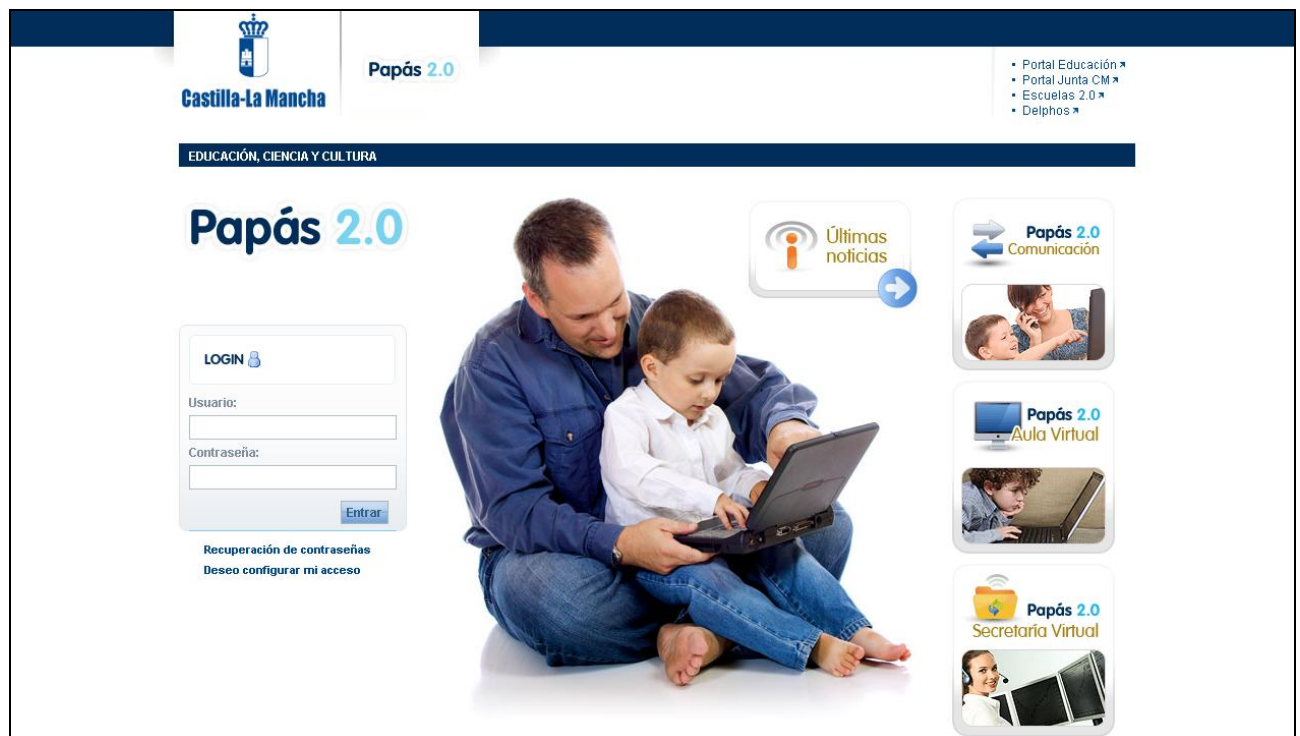 Castilla-La Mancha
Papás 2.0
Portal Educación
Portal Junta CM
Escuelas 2.0
Delphos
EDUCACIÓN, CIENCIA Y CULTURA
Papás 2.0
LOGIN
Usuario:
Contraseña:
Entrar
Recuperación de contraseñas
Deseo configurar mi acceso
Últimas
noticias
Papás 2.0
Comunicación
Papás 2.0
Aula Virtual
Papás 2.0
Secretaría Virtual